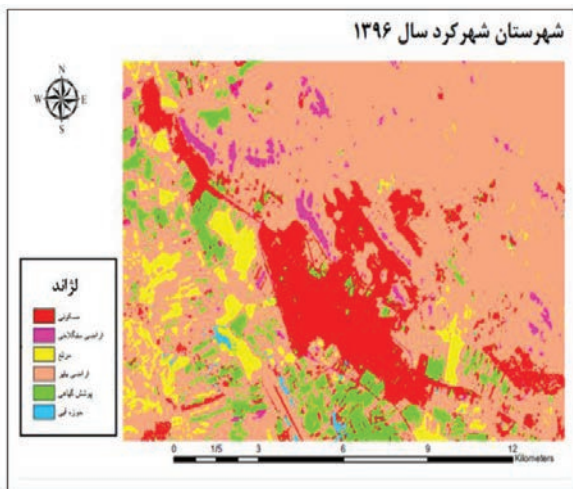 شهرستان شهرکرد سال ۱۳۹۶
N
W E
S
لژاند
مسکونی
اراضی سنگلاخی
مرتع
اراضی بایر
پوشش گیاهی
حوزه آبی
0 1/5 3 6 9 12
Kilometers